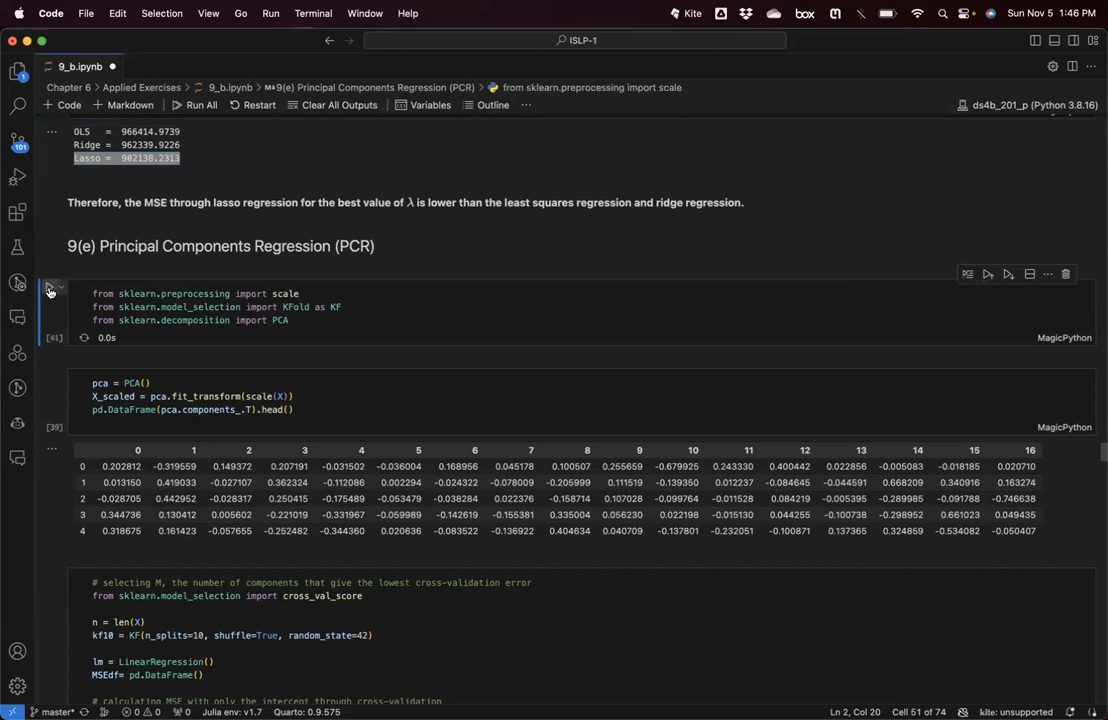 Code File Edit Selection View Go Run Terminal Window Help Kite box Sun Nov 5 1:46 PM
ISLP-1
9_b.ipynb
Chapter 6 > Applied Exercises > 9_b.ipynb > M↓9(e) Principal Components Regression (PCR) > from sklearn.preprocessing import scale
+ Code + Markdown Run All Restart Clear All Outputs Variables Outline ... ds4b_201_p (Python 3.8.16)
OLS = 966414.9739
Ridge = 962339.9226
Lasso = 902138.2313
Therefore, the MSE through lasso regression for the best value of λ is lower than the least squares regression and ridge regression.
9(e) Principal Components Regression (PCR)
from sklearn.preprocessing import scale
from sklearn.model_selection import KFold as KF
from sklearn.decomposition import PCA
[41] 0.0s MagicPython
pca = PCA()
X_scaled = pca.fit_transform(scale(X))
pd.DataFrame(pca.components_.T).head()
[39] MagicPython
0 1 2 3 4 5 6 7 8 9 10 11 12 13 14 15 16
0 0.202812 -0.319559 0.149372 0.207191 -0.031502 -0.036004 0.168956 0.045178 0.100507 0.255659 -0.679925 0.243330 0.400442 0.022856 -0.005083 -0.018185 0.020710
1 0.013150 0.419033 -0.027107 0.362324 -0.112086 0.002294 -0.024322 -0.078009 -0.205999 0.111519 -0.139350 0.012237 -0.084645 -0.044591 0.668209 0.340916 0.163274
2 -0.028705 0.442952 -0.028317 0.250415 -0.175489 -0.053479 -0.038284 0.022376 -0.158714 0.107028 -0.099764 -0.011528 0.084219 -0.005395 -0.289985 -0.091788 -0.746638
3 0.344736 0.130412 0.005602 -0.221019 -0.331967 -0.059989 -0.142619 -0.155381 0.335004 0.056230 0.022198 -0.015130 0.044255 -0.100738 -0.298952 0.661023 0.049435
4 0.318675 0.161423 -0.057655 -0.252482 -0.344360 0.020636 -0.083522 -0.136922 0.404634 0.040709 -0.137801 -0.232051 -0.100871 0.137365 0.324859 -0.534082 -0.050407
# selecting M, the number of components that give the lowest cross-validation error
from sklearn.model_selection import cross_val_score
n = len(X)
kf10 = KF(n_splits=10, shuffle=True, random_state=42)
lm = LinearRegression()
MSEdf= pd.DataFrame()
# calculating MSE with only the intercept through cross-validation
master* 0 0 0 Julia env: v1.7 Quarto: 0.9.575 Ln 2, Col 20 Cell 51 of 74 kite: unsupported
1
101